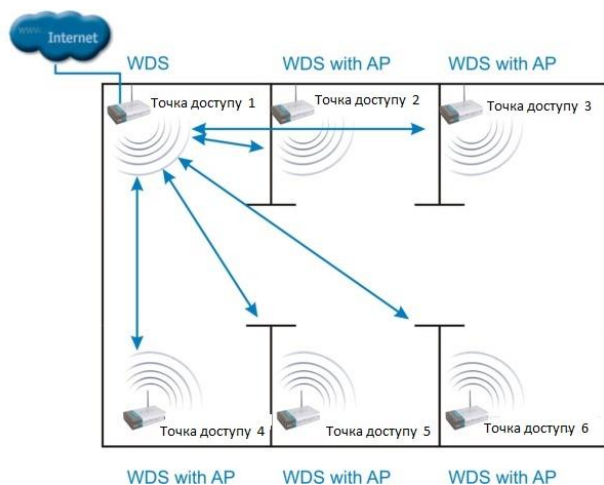 www.
Internet
WDS
WDS with AP
WDS with AP
Точка доступу 1
Точка доступу 2
Точка доступу 3
Точка доступу 4
Точка доступу 5
Точка доступу 6
WDS with AP
WDS with AP
WDS with AP